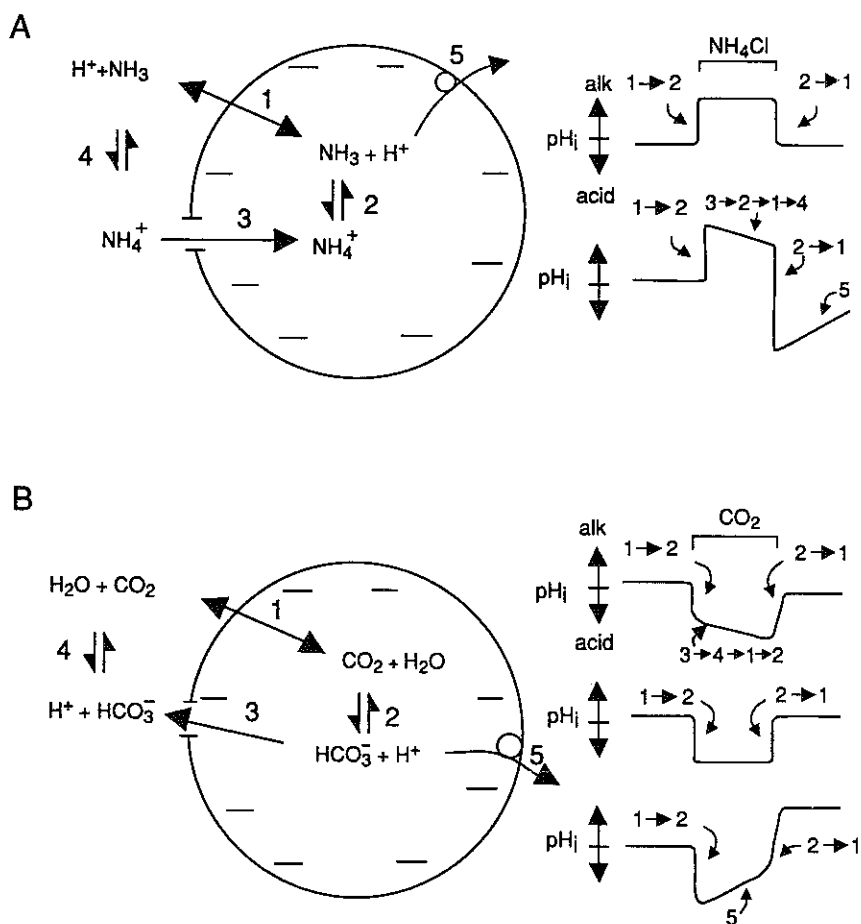 A
H⁺+NH₃
1
5
4
NH₃ + H⁺
2
3
NH₄⁺
NH₄⁺
NH₄Cl
alk
1→2
2→1
pHᵢ
acid
1→2
3→2→1→4
2→1
pHᵢ
5
B
H₂O + CO₂
1
4
CO₂ + H₂O
2
3
H⁺ + HCO₃⁻
HCO₃⁻ + H⁺
5
CO₂
alk
1→2
2→1
pHᵢ
acid
3→4→1→2
1→2
2→1
pHᵢ
1→2
pHᵢ
2→1
5